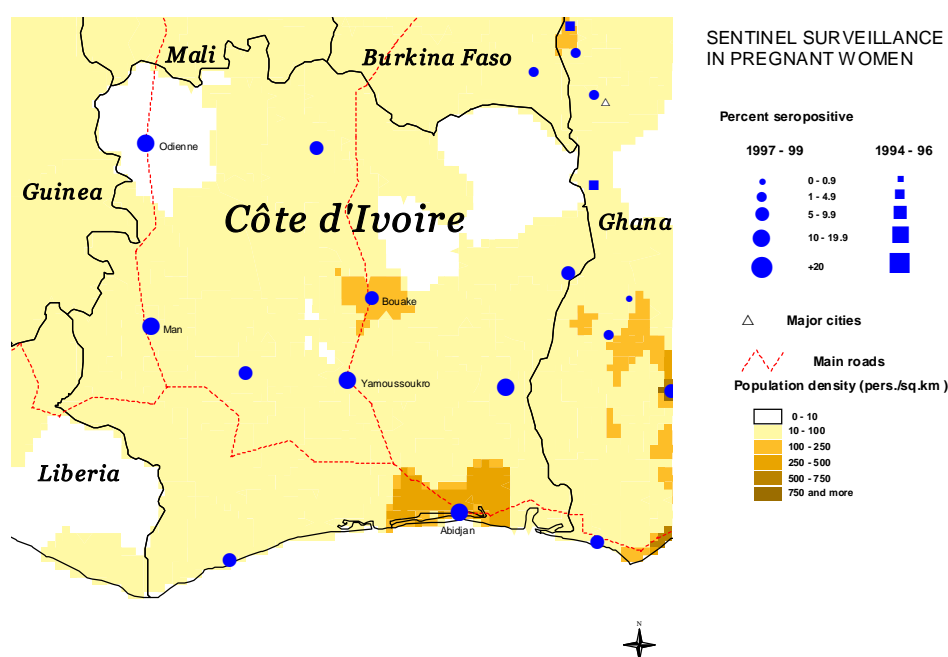 SENTINEL SURVEILLANCE
IN PREGNANT WOMEN
Mali
Burkina Faso
Odienne
Guinea
Côte d'Ivoire
Ghana
Bouake
Man
Yamoussoukro
Liberia
Abidjan
Percent seropositive
1997 - 99
1994 - 96
0 - 0.9
1 - 4.9
5 - 9.9
10 - 19.9
+20
Major cities
Main roads
Population density (pers./sq.km)
0 - 10
10 - 100
100 - 250
250 - 500
500 - 750
750 and more
N